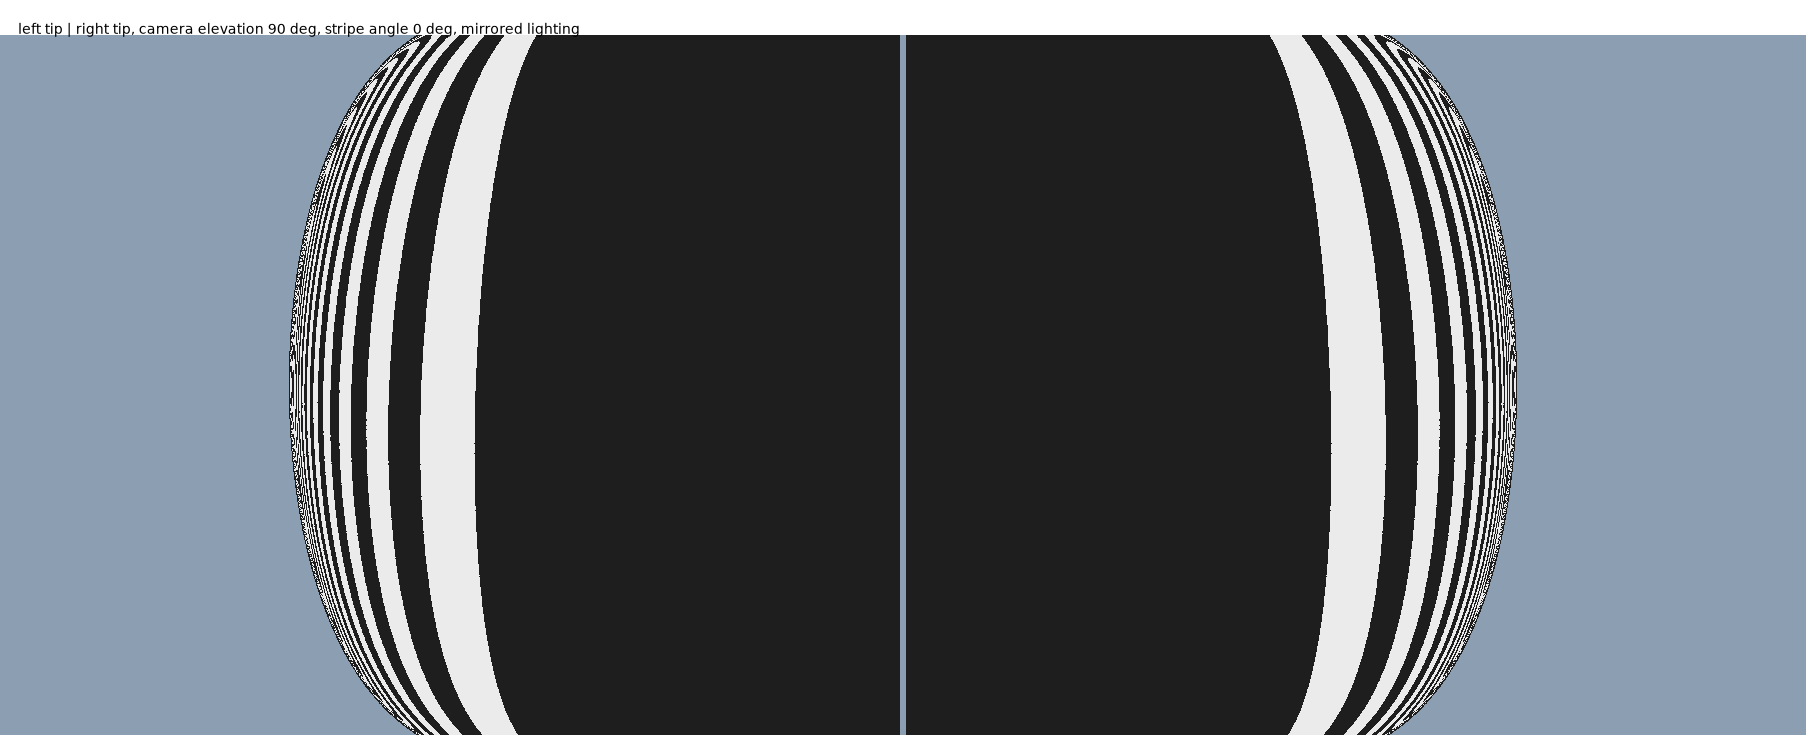 left tip | right tip, camera elevation 90 deg, stripe angle 0 deg, mirrored lighting